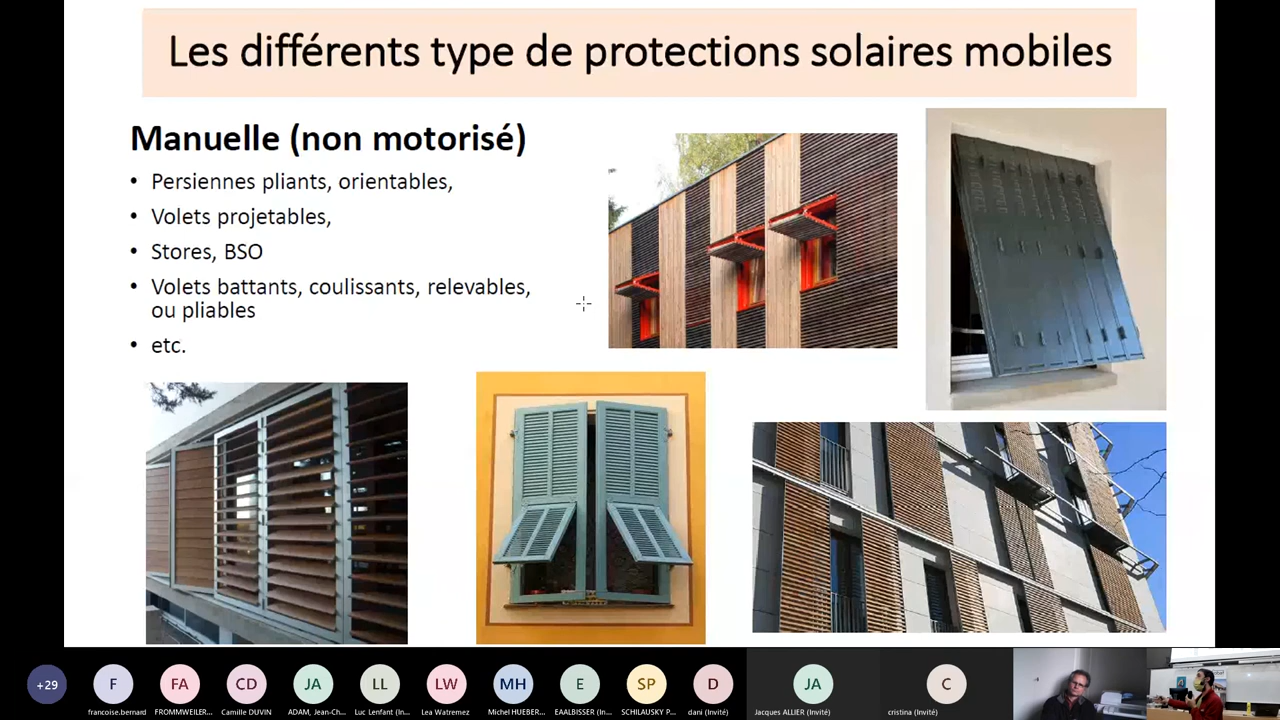 Les différents type de protections solaires mobiles
Manuelle (non motorisé)
• Persiennes pliants, orientables,
• Volets projetables,
• Stores, BSO
• Volets battants, coulissants, relevables,
ou pliables
• etc.
+29
F
FA
CD
JA
LL
LW
MH
E
SP
D
JA
C
francoise.bernard
FROMMWEILER...
Camille DUVIN
ADAM, Jean-Ch...
Luc Lenfant (In...
Lea Watremez
Michel HUEBER...
EAALBISSER (In...
SCHILAUSKY P...
dani (Invité)
Jacques ALLIER (Invité)
cristina (Invité)